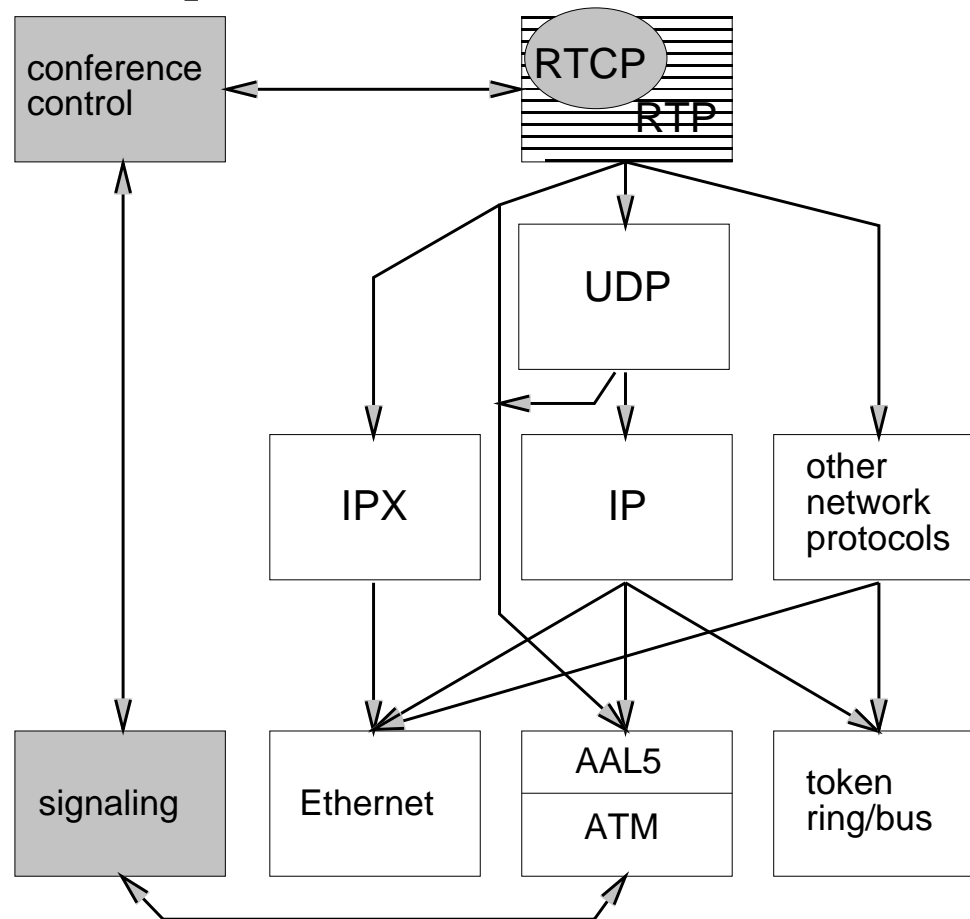 conference
control
RTCP
RTP
UDP
IPX
IP
other
network
protocols
signaling
Ethernet
AAL5
ATM
token
ring/bus